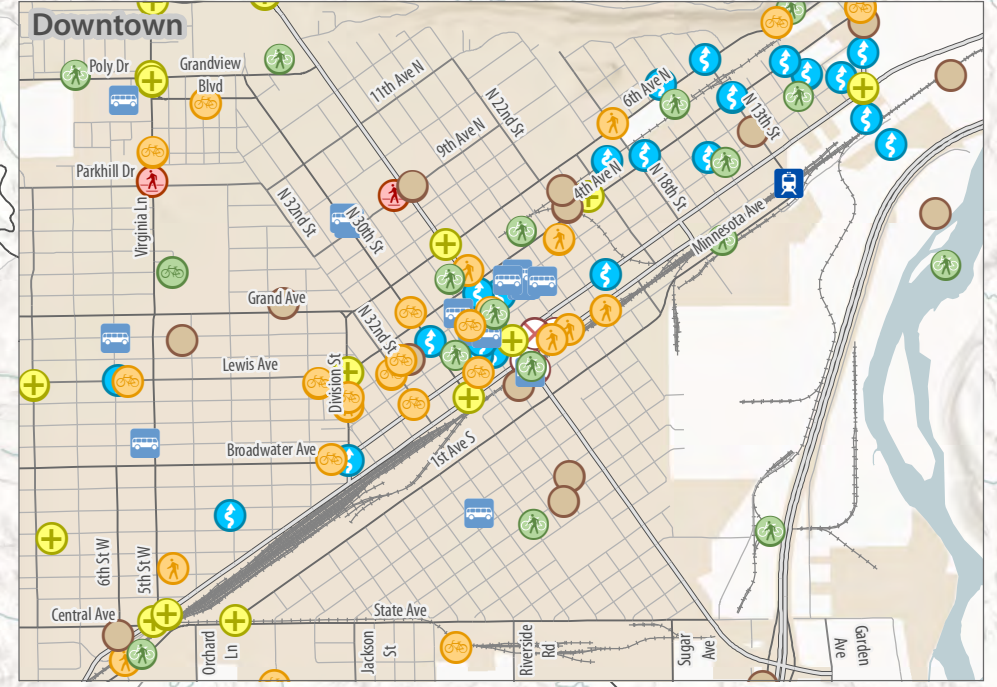 Downtown
Poly Dr
Grandview
Blvd
11th Ave N
N 22nd St
6th Ave N
N 13th St
9th Ave N
Parkhill Dr
4th Ave N
N 18th St
Virginia Ln
N 32nd St
N 30th St
Minnesota Ave
Grand Ave
N 32nd St
Lewis Ave
Division St
Broadwater Ave
1st Ave S
6th St W
5th St W
Central Ave
State Ave
Orchard
Ln
Jackson
St
Riverside
Rd
Sugar
Ave
Garden
Ave